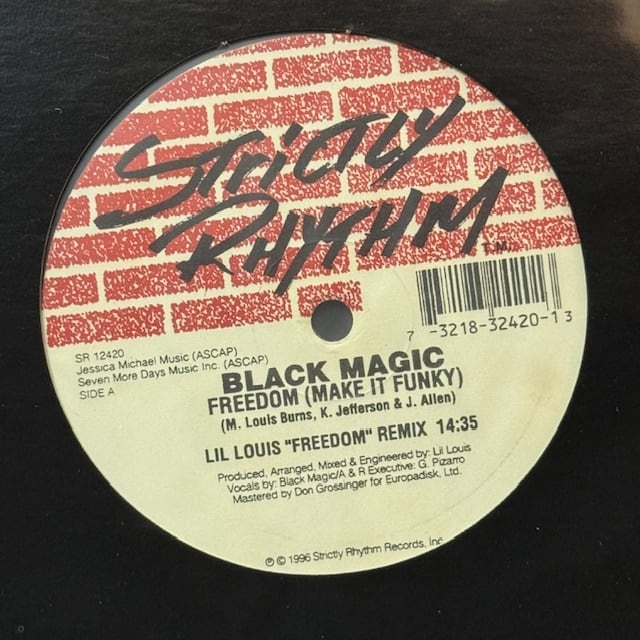 STRICTLY
RHYTHM T.M.
7 -3218-32420-1 3
SR 12420
Jessica Michael Music (ASCAP)
Seven More Days Music Inc. (ASCAP)
SIDE A
BLACK MAGIC
FREEDOM (MAKE IT FUNKY)
(M. Louis Burns, K. Jefferson & J. Allen)
LIL LOUIS "FREEDOM" REMIX 14:35
Produced, Arranged, Mixed & Engineered by: Lil Louis
Vocals by: Black Magic/A & R Executive: G. Pizarro
Mastered by Don Grossinger for Europadisk, Ltd.
℗ © 1996 Strictly Rhythm Records, Inc